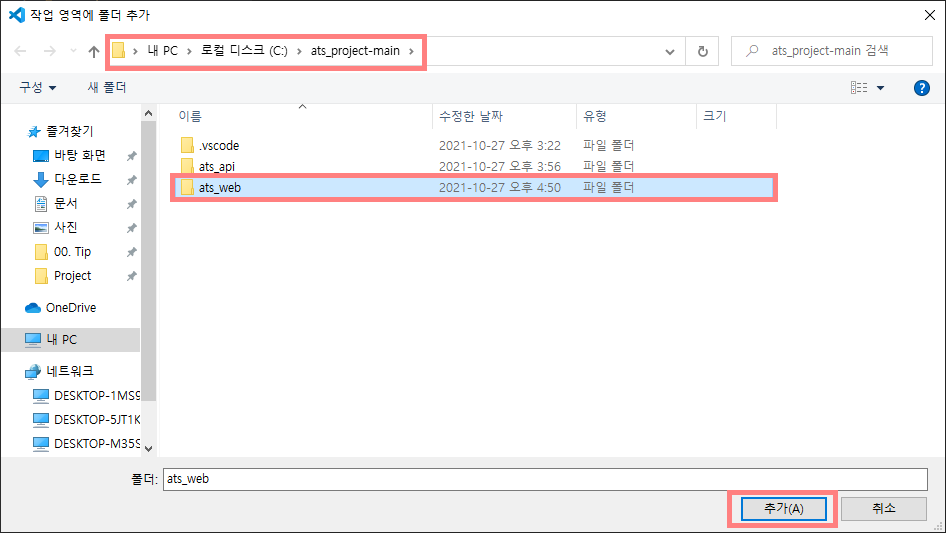 작업 영역에 폴더 추가
내 PC > 로컬 디스크 (C:) > ats_project-main >
ats_project-main 검색
구성
새 폴더
이름 수정한 날짜 유형 크기
.vscode 2021-10-27 오후 3:22 파일 폴더
ats_api 2021-10-27 오후 3:56 파일 폴더
ats_web 2021-10-27 오후 4:50 파일 폴더
즐겨찾기
바탕 화면
다운로드
문서
사진
00. Tip
Project
OneDrive
내 PC
네트워크
DESKTOP-1MS9
DESKTOP-5JT1K
DESKTOP-M35S
폴더: ats_web
추가(A) 취소